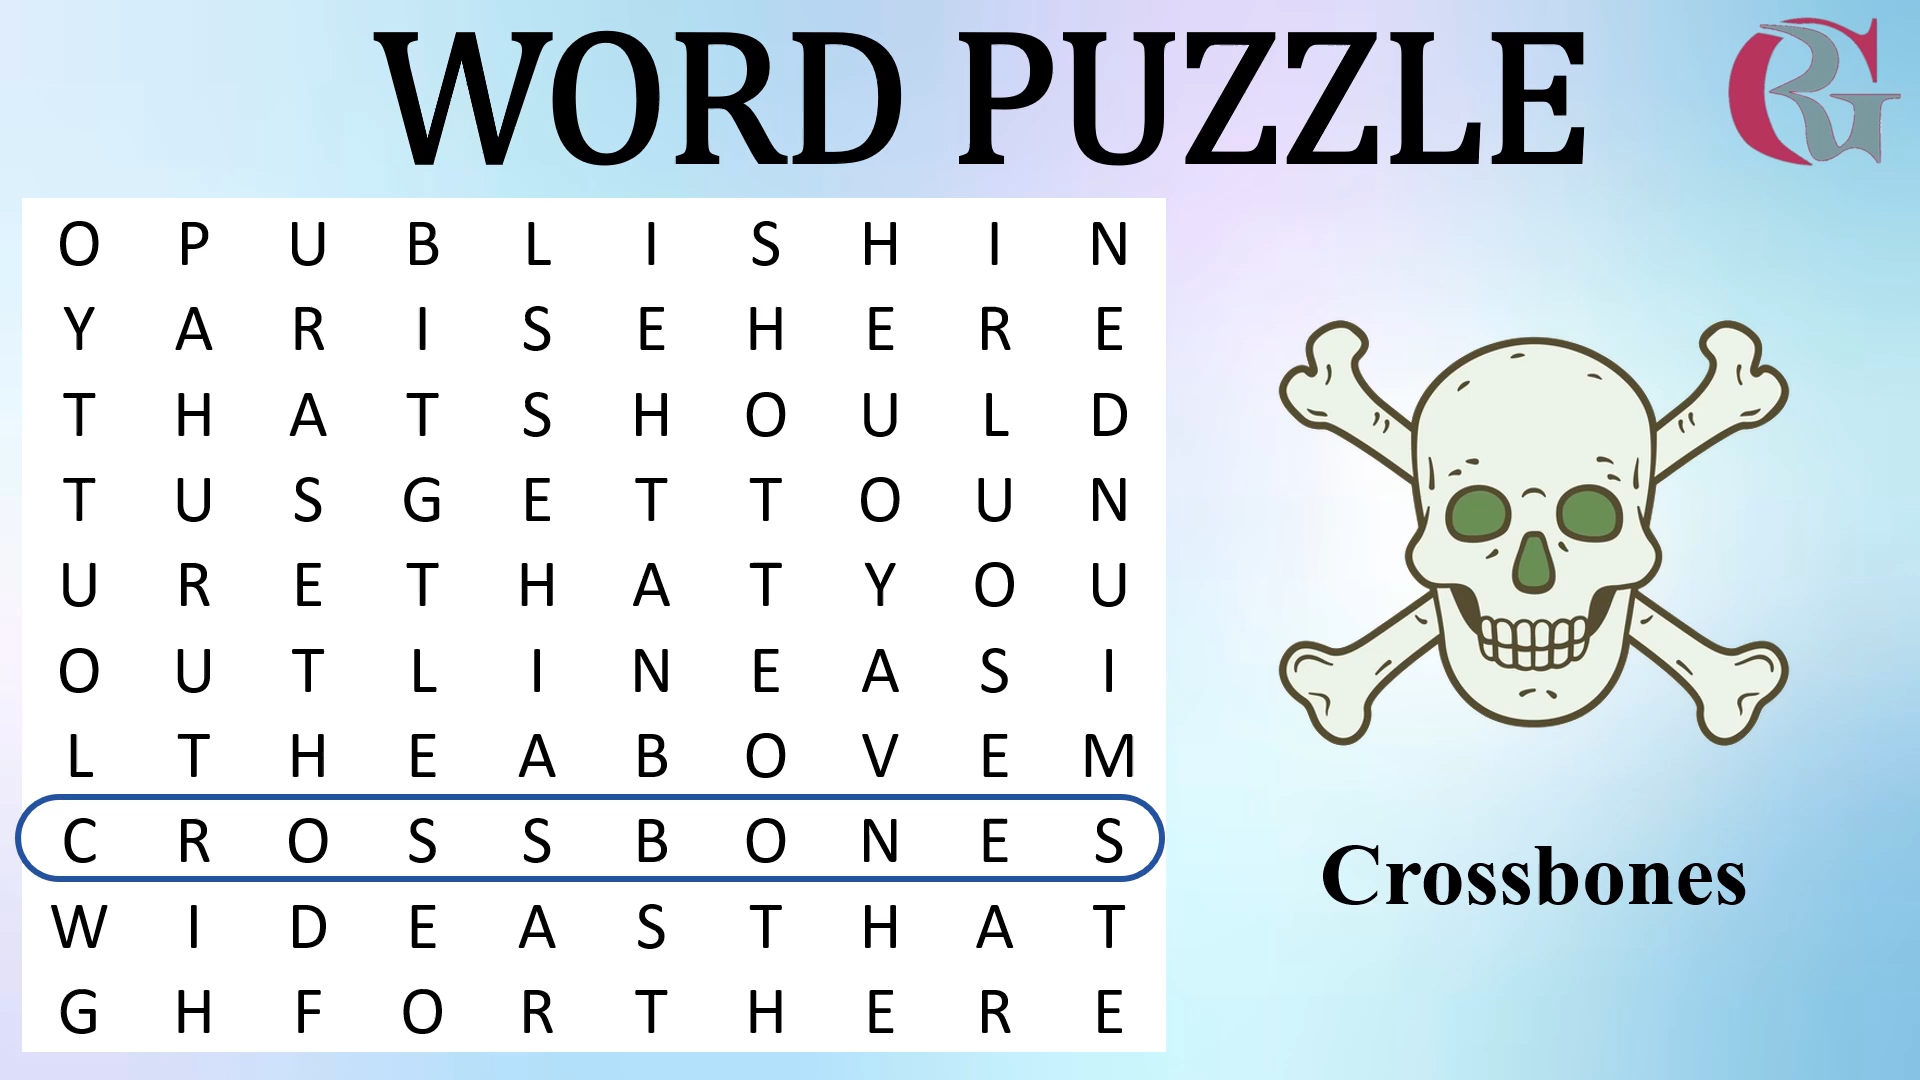 WORD PUZZLE
O P U B L I S H I N
Y A R I S E H E R E
T H A T S H O U L D
T U S G E T T O U N
U R E T H A T Y O U
O U T L I N E A S I
L T H E A B O V E M
C R O S S B O N E S
W I D E A S T H A T
G H F O R T H E R E
Crossbones